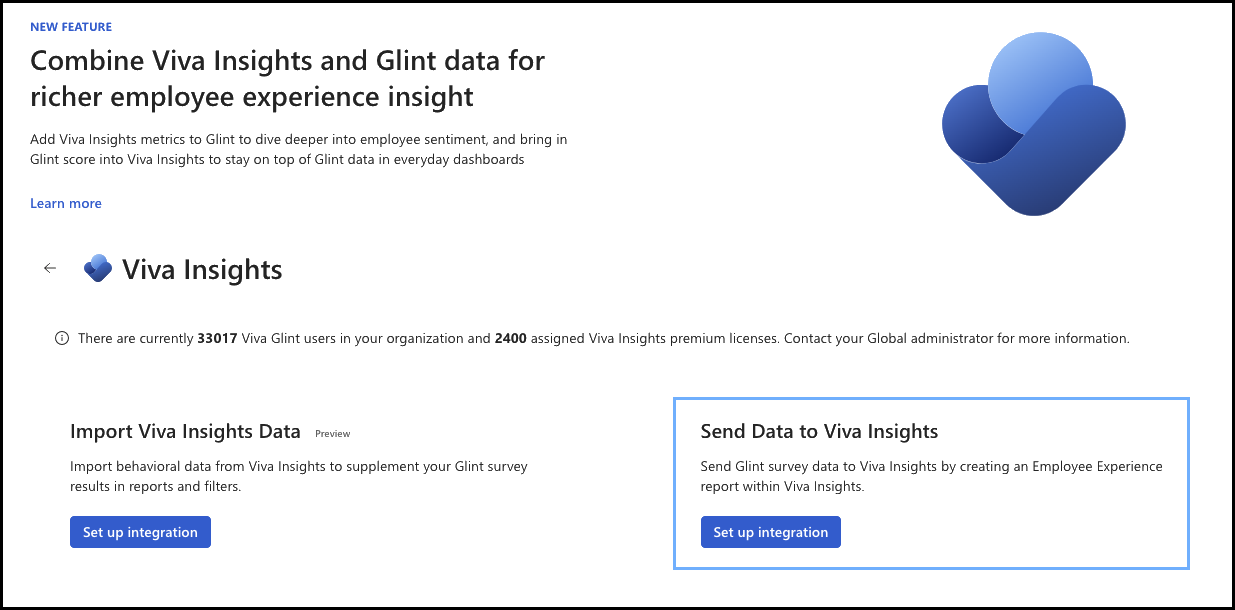 NEW FEATURE
Combine Viva Insights and Glint data for
richer employee experience insight
Add Viva Insights metrics to Glint to dive deeper into employee sentiment, and bring in
Glint score into Viva Insights to stay on top of Glint data in everyday dashboards
Learn more
Viva Insights
There are currently 33017 Viva Glint users in your organization and 2400 assigned Viva Insights premium licenses. Contact your Global administrator for more information.
Import Viva Insights Data Preview
Import behavioral data from Viva Insights to supplement your Glint survey
results in reports and filters.
Set up integration
Send Data to Viva Insights
Send Glint survey data to Viva Insights by creating an Employee Experience
report within Viva Insights.
Set up integration